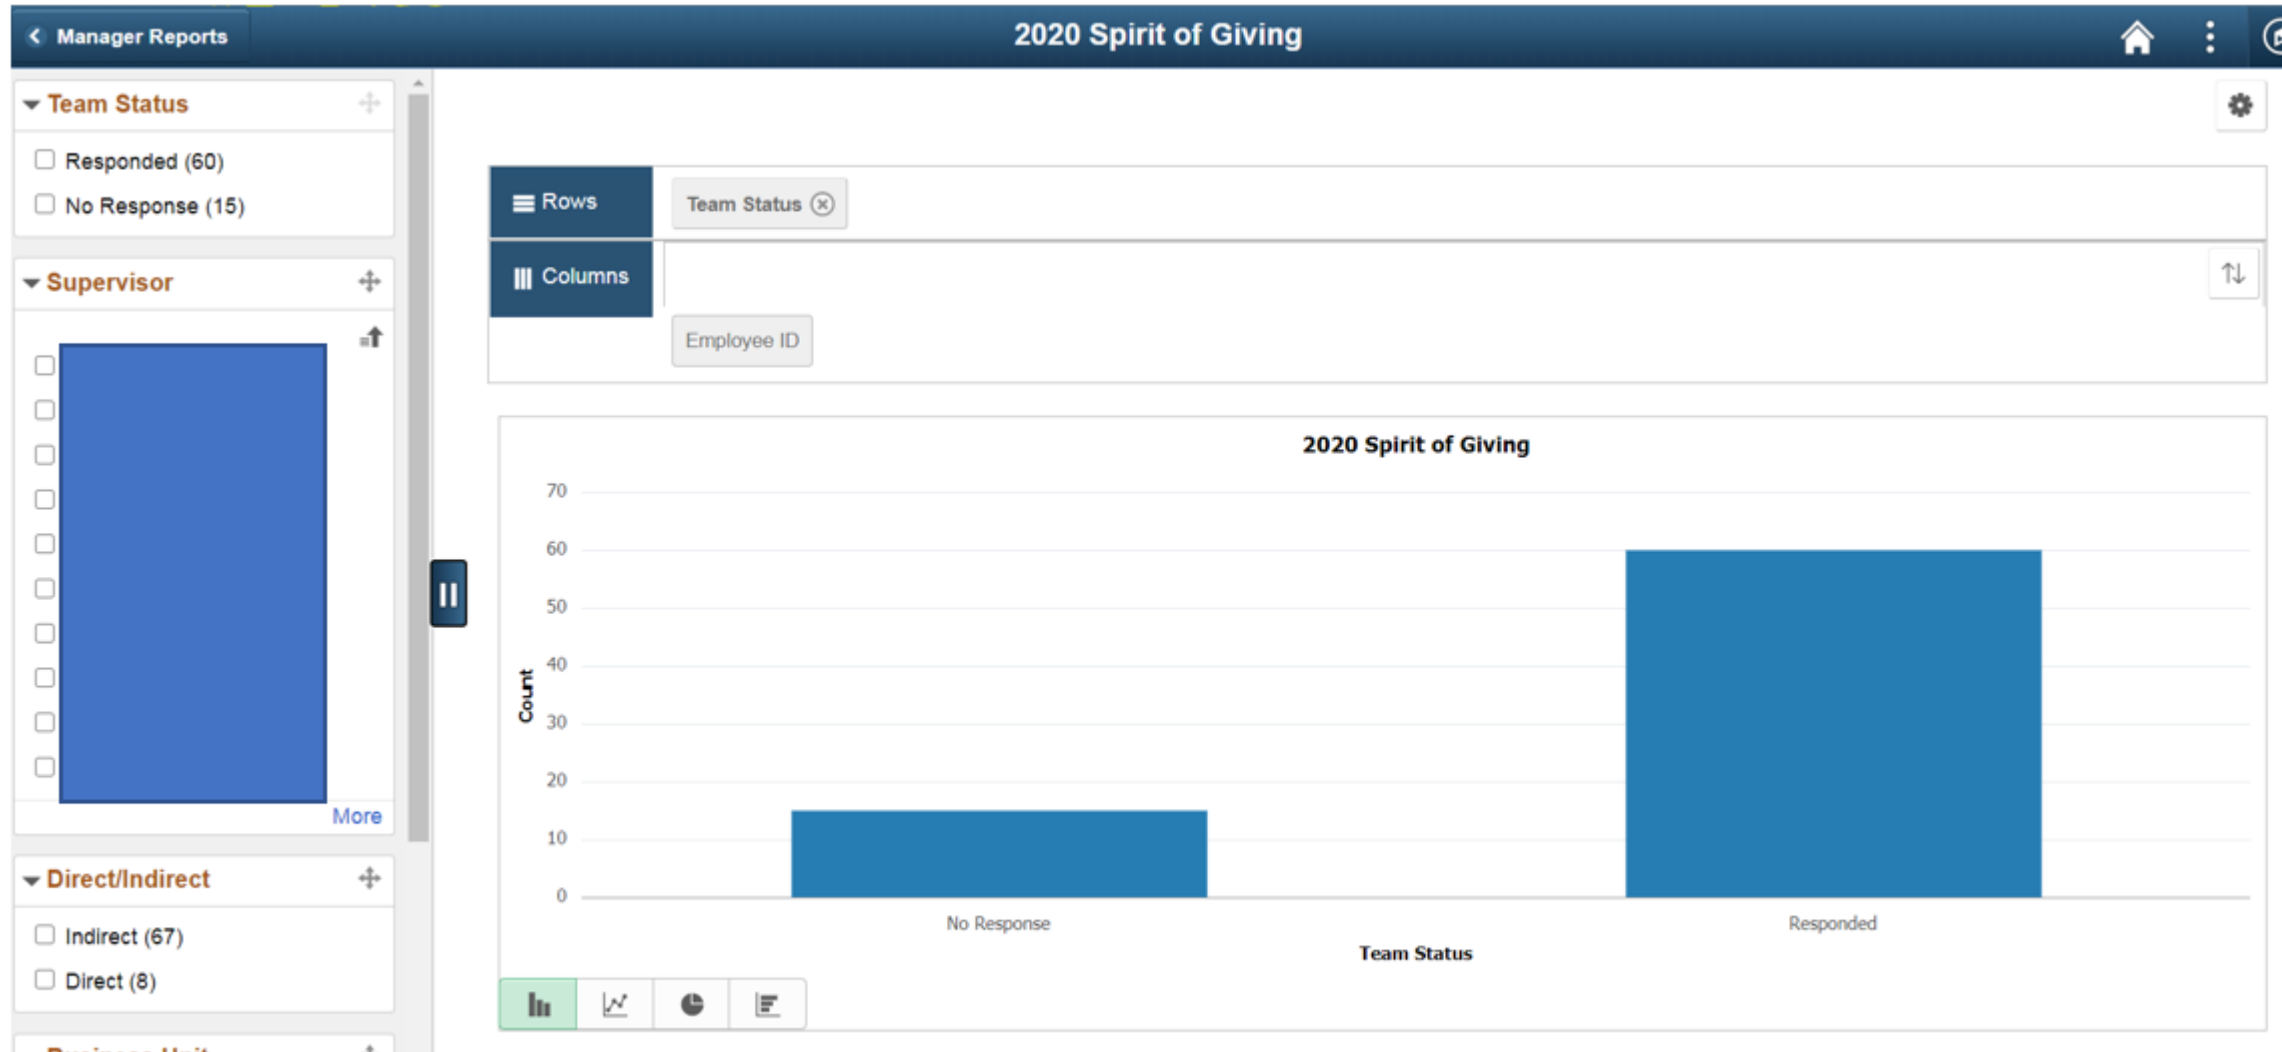 Manager Reports
2020 Spirit of Giving
Team Status
Responded (60)
No Response (15)
Supervisor
More
Direct/Indirect
Indirect (67)
Direct (8)
Rows
Team Status
Columns
Employee ID
2020 Spirit of Giving
70
60
50
40
30
20
10
0
Count
No Response
Responded
Team Status